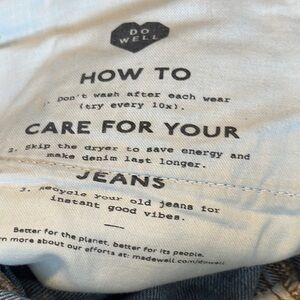 DO
WELL
HOW TO
1. Don't wash after each wear
(try every 10x).
CARE FOR YOUR
2. Skip the dryer to save energy and
make denim last longer.
JEANS
3. Recycle your old jeans for
instant good vibes.
Better for the planet, better for its people.
rn more about our efforts at: madewell.com/dowell